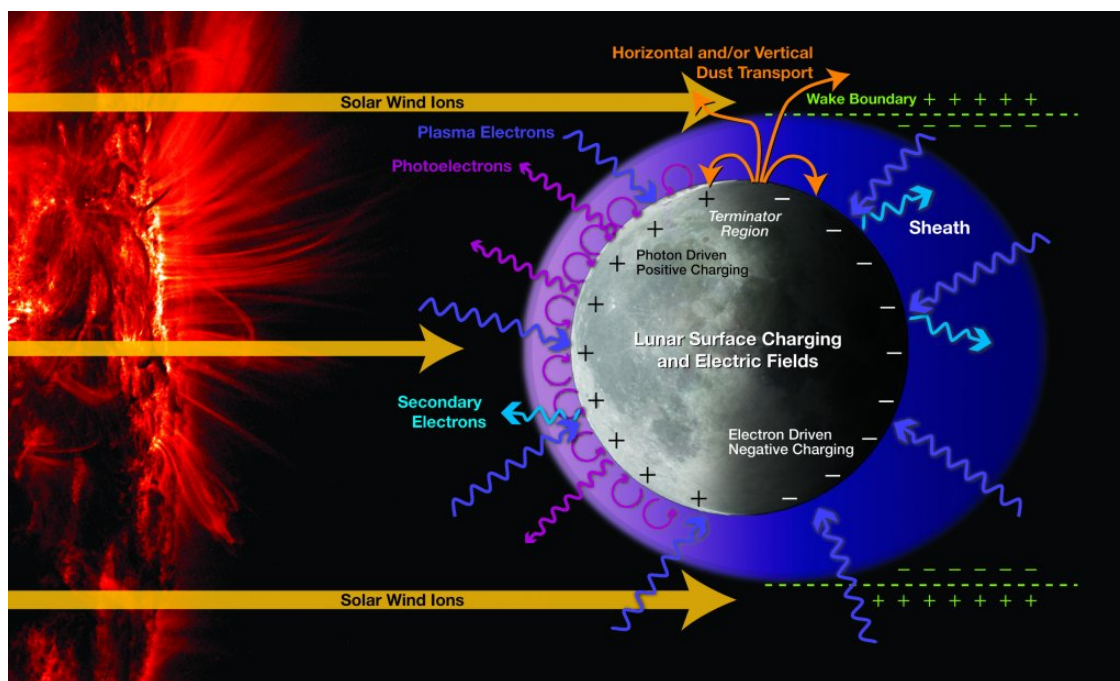 Horizontal and/or Vertical
Dust Transport
Solar Wind Ions
Wake Boundary + + + + +
− − − − −
Plasma Electrons
Photoelectrons
Terminator
Region
Sheath
Photon Driven
Positive Charging
Lunar Surface Charging
and Electric Fields
Secondary
Electrons
Electron Driven
Negative Charging
− − − − − −
Solar Wind Ions
+ + + + + + +